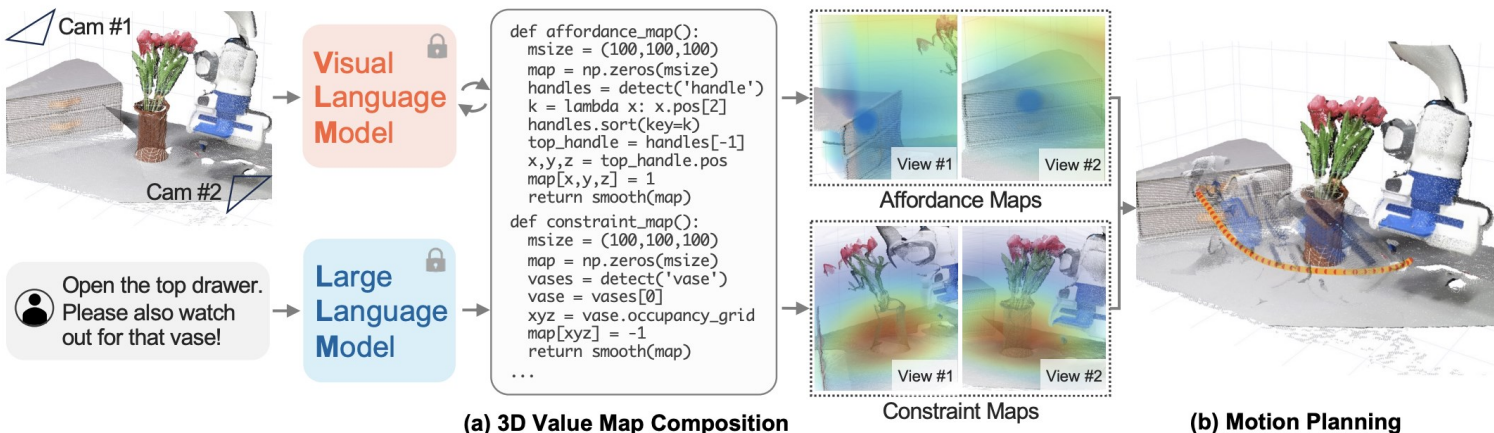 Cam #1
Cam #2
Open the top drawer.
Please also watch
out for that vase!
Visual
Language
Model
Large
Language
Model
def affordance_map():
  msize = (100,100,100)
  map = np.zeros(msize)
  handles = detect('handle')
  k = lambda x: x.pos[2]
  handles.sort(key=k)
  top_handle = handles[-1]
  x,y,z = top_handle.pos
  map[x,y,z] = 1
  return smooth(map)
def constraint_map():
  msize = (100,100,100)
  map = np.zeros(msize)
  vases = detect('vase')
  vase = vases[0]
  xyz = vase.occupancy_grid
  map[xyz] = -1
  return smooth(map)
...
View #1
View #2
Affordance Maps
View #1
View #2
Constraint Maps
(a) 3D Value Map Composition
(b) Motion Planning